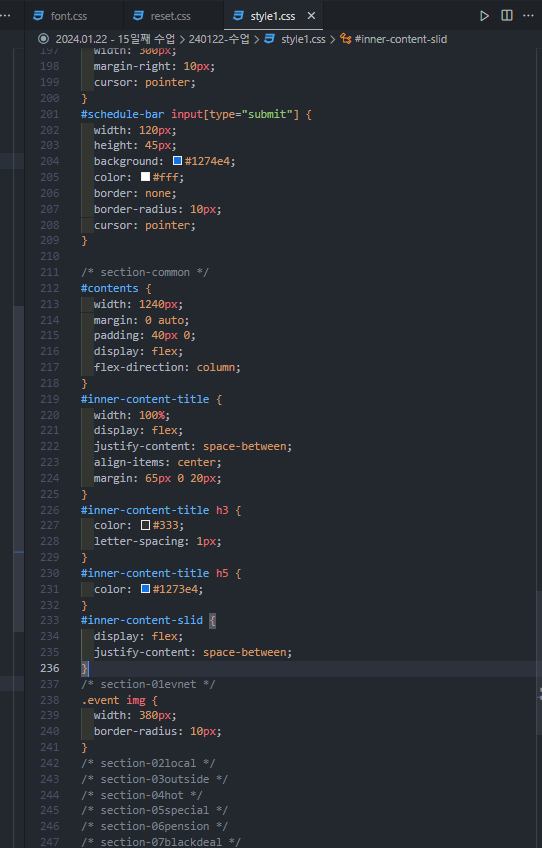 font.css reset.css style1.css
2024.01.22 - 15일째 수업 > 240122-수업 > style1.css > #inner-content-slid
197 width: 300px;
198 margin-right: 10px;
199 cursor: pointer;
200 }
201 #schedule-bar input[type="submit"] {
202 width: 120px;
203 height: 45px;
204 background: #1274e4;
205 color: #fff;
206 border: none;
207 border-radius: 10px;
208 cursor: pointer;
209 }
210
211 /* section-common */
212 #contents {
213 width: 1240px;
214 margin: 0 auto;
215 padding: 40px 0;
216 display: flex;
217 flex-direction: column;
218 }
219 #inner-content-title {
220 width: 100%;
221 display: flex;
222 justify-content: space-between;
223 align-items: center;
224 margin: 65px 0 20px;
225 }
226 #inner-content-title h3 {
227 color: #333;
228 letter-spacing: 1px;
229 }
230 #inner-content-title h5 {
231 color: #1273e4;
232 }
233 #inner-content-slid {
234 display: flex;
235 justify-content: space-between;
236 }
237 /* section-01evnet */
238 .event img {
239 width: 380px;
240 border-radius: 10px;
241 }
242 /* section-02local */
243 /* section-03outside */
244 /* section-04hot */
245 /* section-05special */
246 /* section-06pension */
247 /* section-07blackdeal */